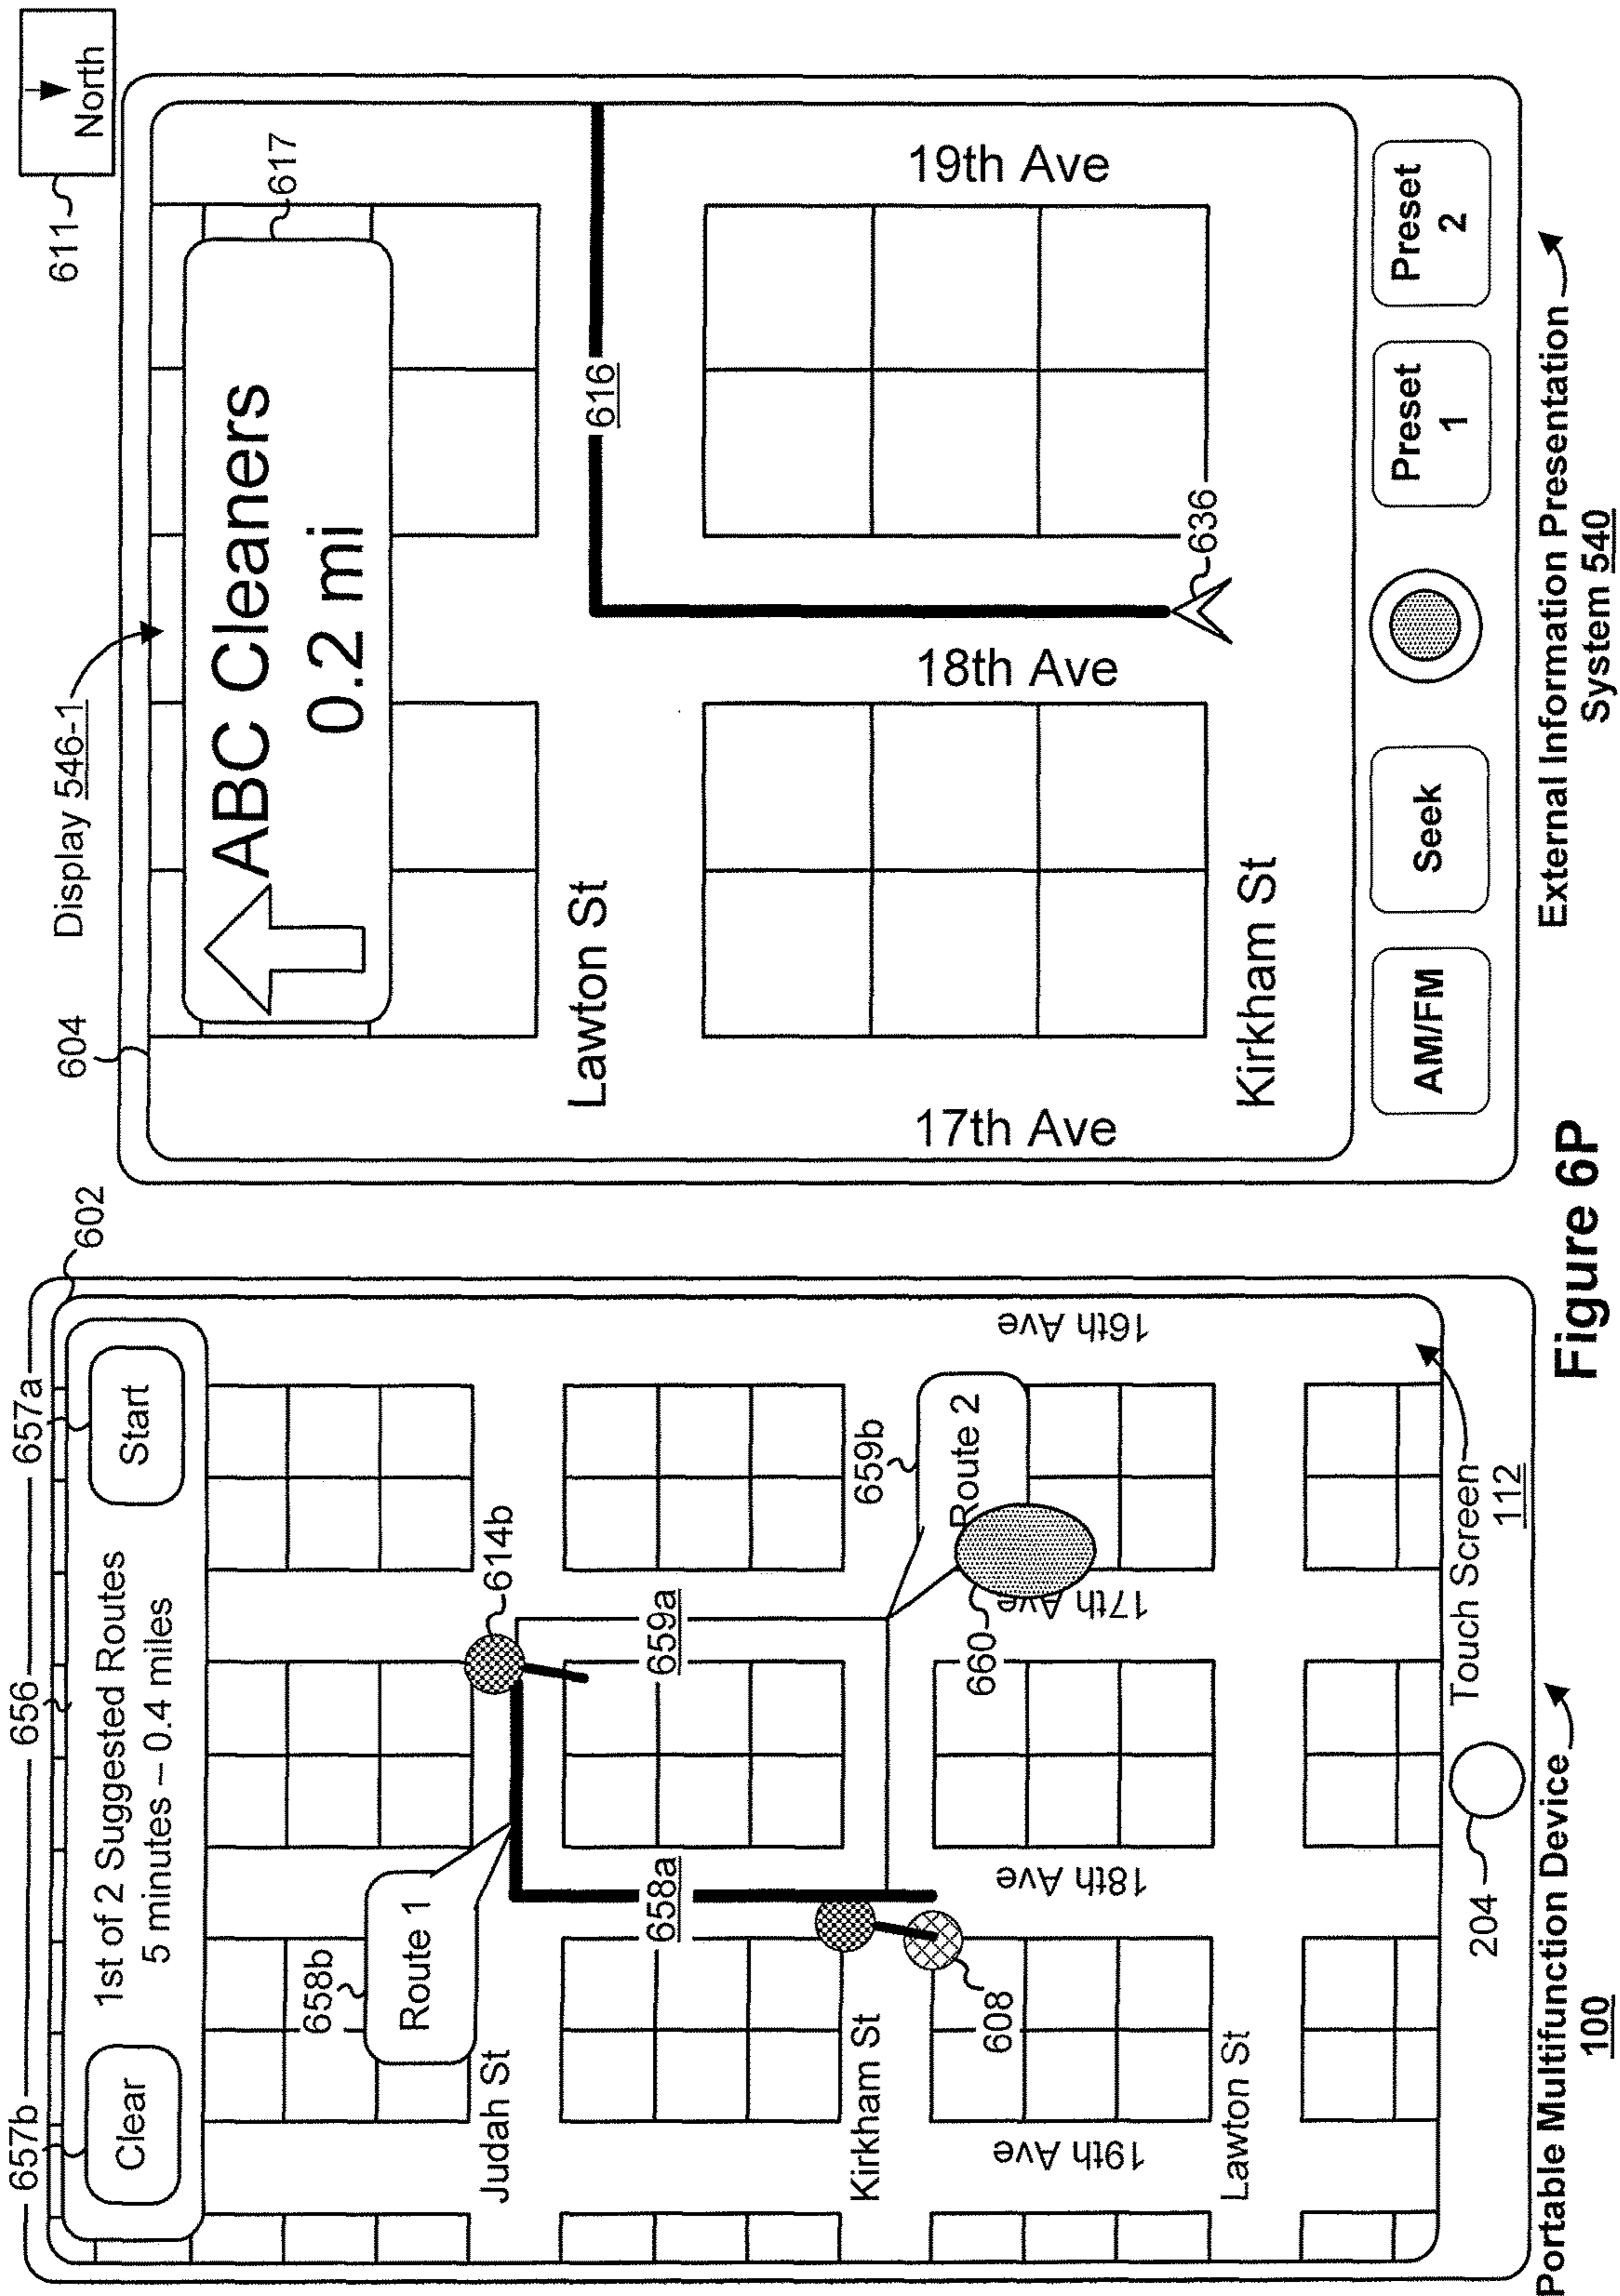 657b
656
657a
602
Clear
1st of 2 Suggested Routes
5 minutes – 0.4 miles
Start
658b
Route 1
614b
Judah St
658a
659a
659b
Route 2
Kirkham St
608
660
19th Ave
18th Ave
17th Ave
16th Ave
Lawton St
204
Touch Screen
112
Portable Multifunction Device
100
604
Display 546-1
611
North
617
ABC Cleaners
0.2 mi
616
Lawton St
17th Ave
18th Ave
19th Ave
636
Kirkham St
AM/FM
Seek
Preset
1
Preset
2
External Information Presentation
System 540
Figure 6P